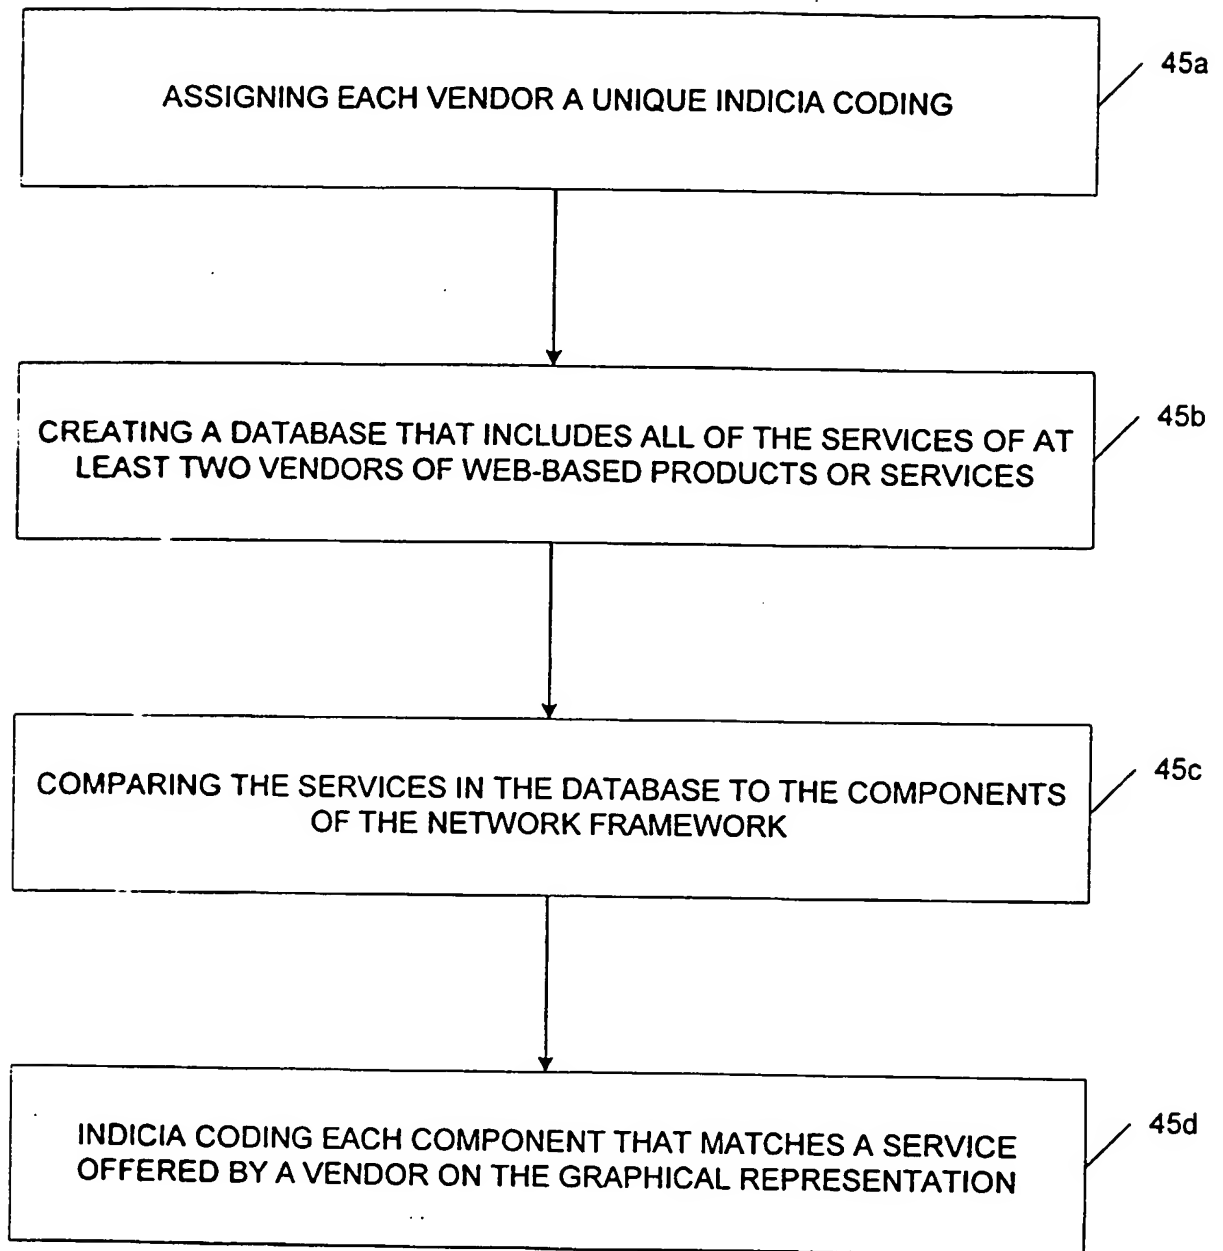 ASSIGNING EACH VENDOR A UNIQUE INDICIA CODING
45a
CREATING A DATABASE THAT INCLUDES ALL OF THE SERVICES OF AT
LEAST TWO VENDORS OF WEB-BASED PRODUCTS OR SERVICES
45b
COMPARING THE SERVICES IN THE DATABASE TO THE COMPONENTS
OF THE NETWORK FRAMEWORK
45c
INDICIA CODING EACH COMPONENT THAT MATCHES A SERVICE
OFFERED BY A VENDOR ON THE GRAPHICAL REPRESENTATION
45d